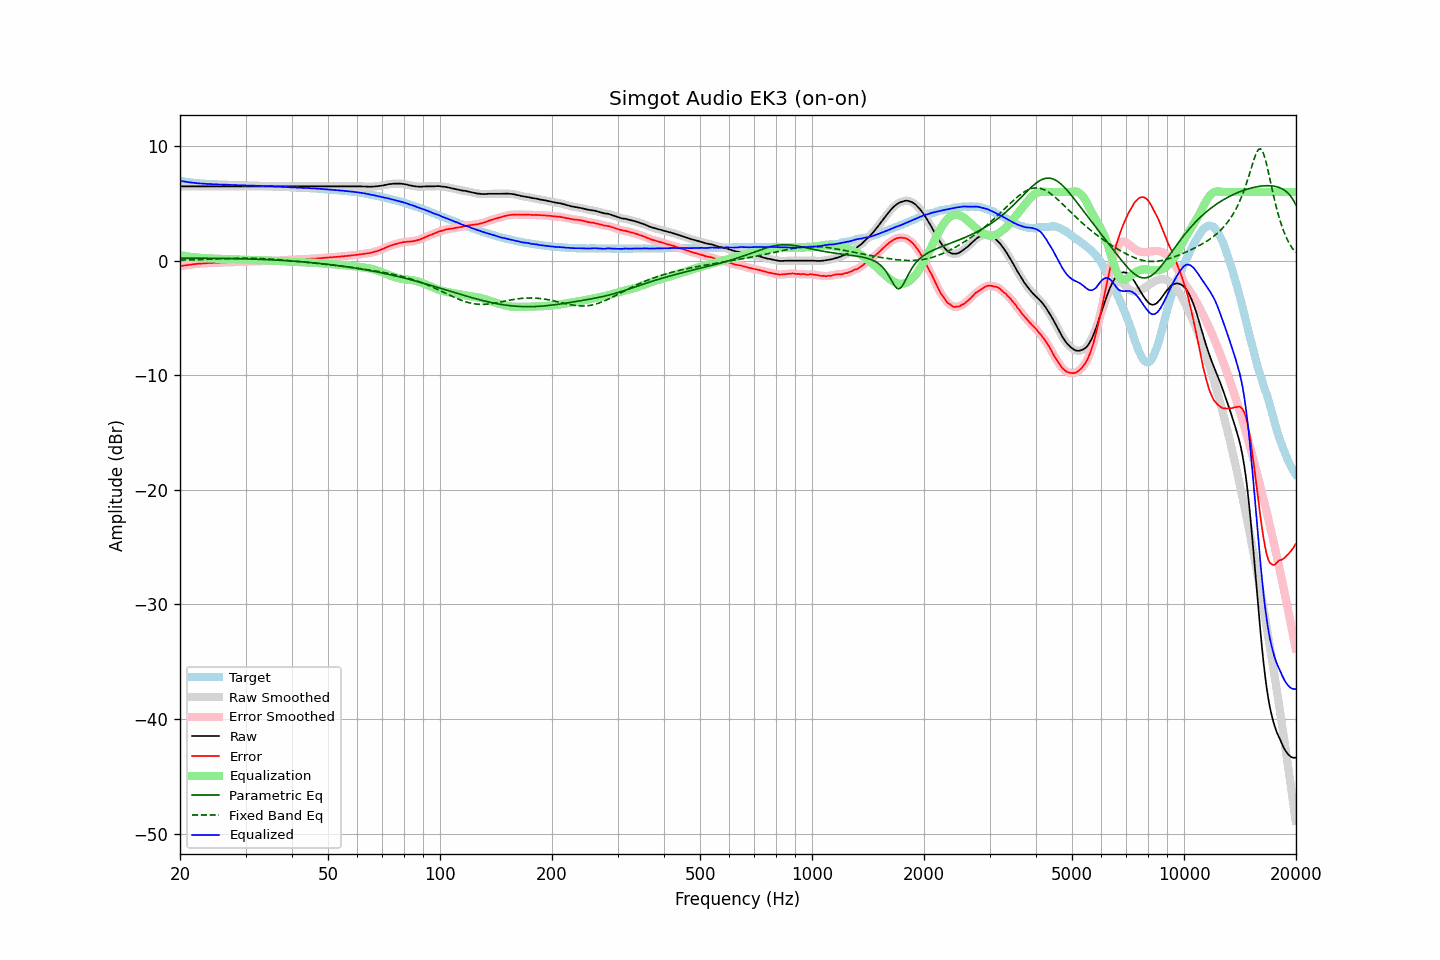 Simgot Audio EK3 (on-on)
10
0
−10
−20
−30
−40
−50
Amplitude (dBr)
Target
Raw Smoothed
Error Smoothed
Raw
Error
Equalization
Parametric Eq
Fixed Band Eq
Equalized
20 50 100 200 500 1000 2000 5000 10000 20000
Frequency (Hz)